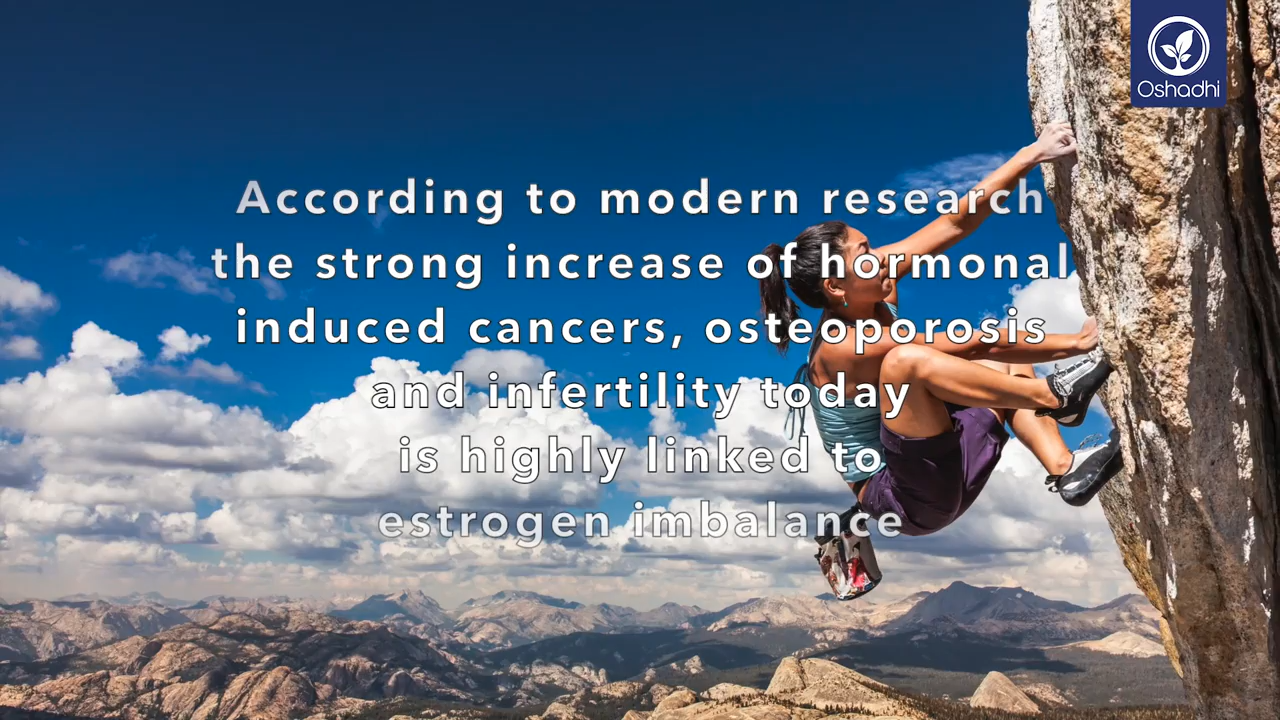 Oshadhi
According to modern research
the strong increase of hormonal
induced cancers, osteoporosis
and infertility today
is highly linked to
estrogen imbalance